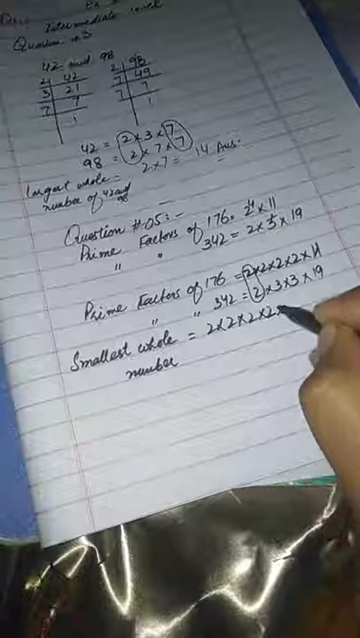 Intermediate level
Question #3
42 and 98
2 | 42    2 | 98
3 | 21    7 | 49
7 | 7    7 | 7
1    1
42 = 2×3×7
98 = 2×7×7
2×7 = 14 Ans:
largest whole =
number of 42 and 98
Question #05:-
Prime Factors of 176 = 2⁴×11
" " 342 = 2×3²×19
Prime Factors of 176 = 2×2×2×2×11
" " 342 = 2×3×3×19
Smallest whole = 2×2×2×2×
number